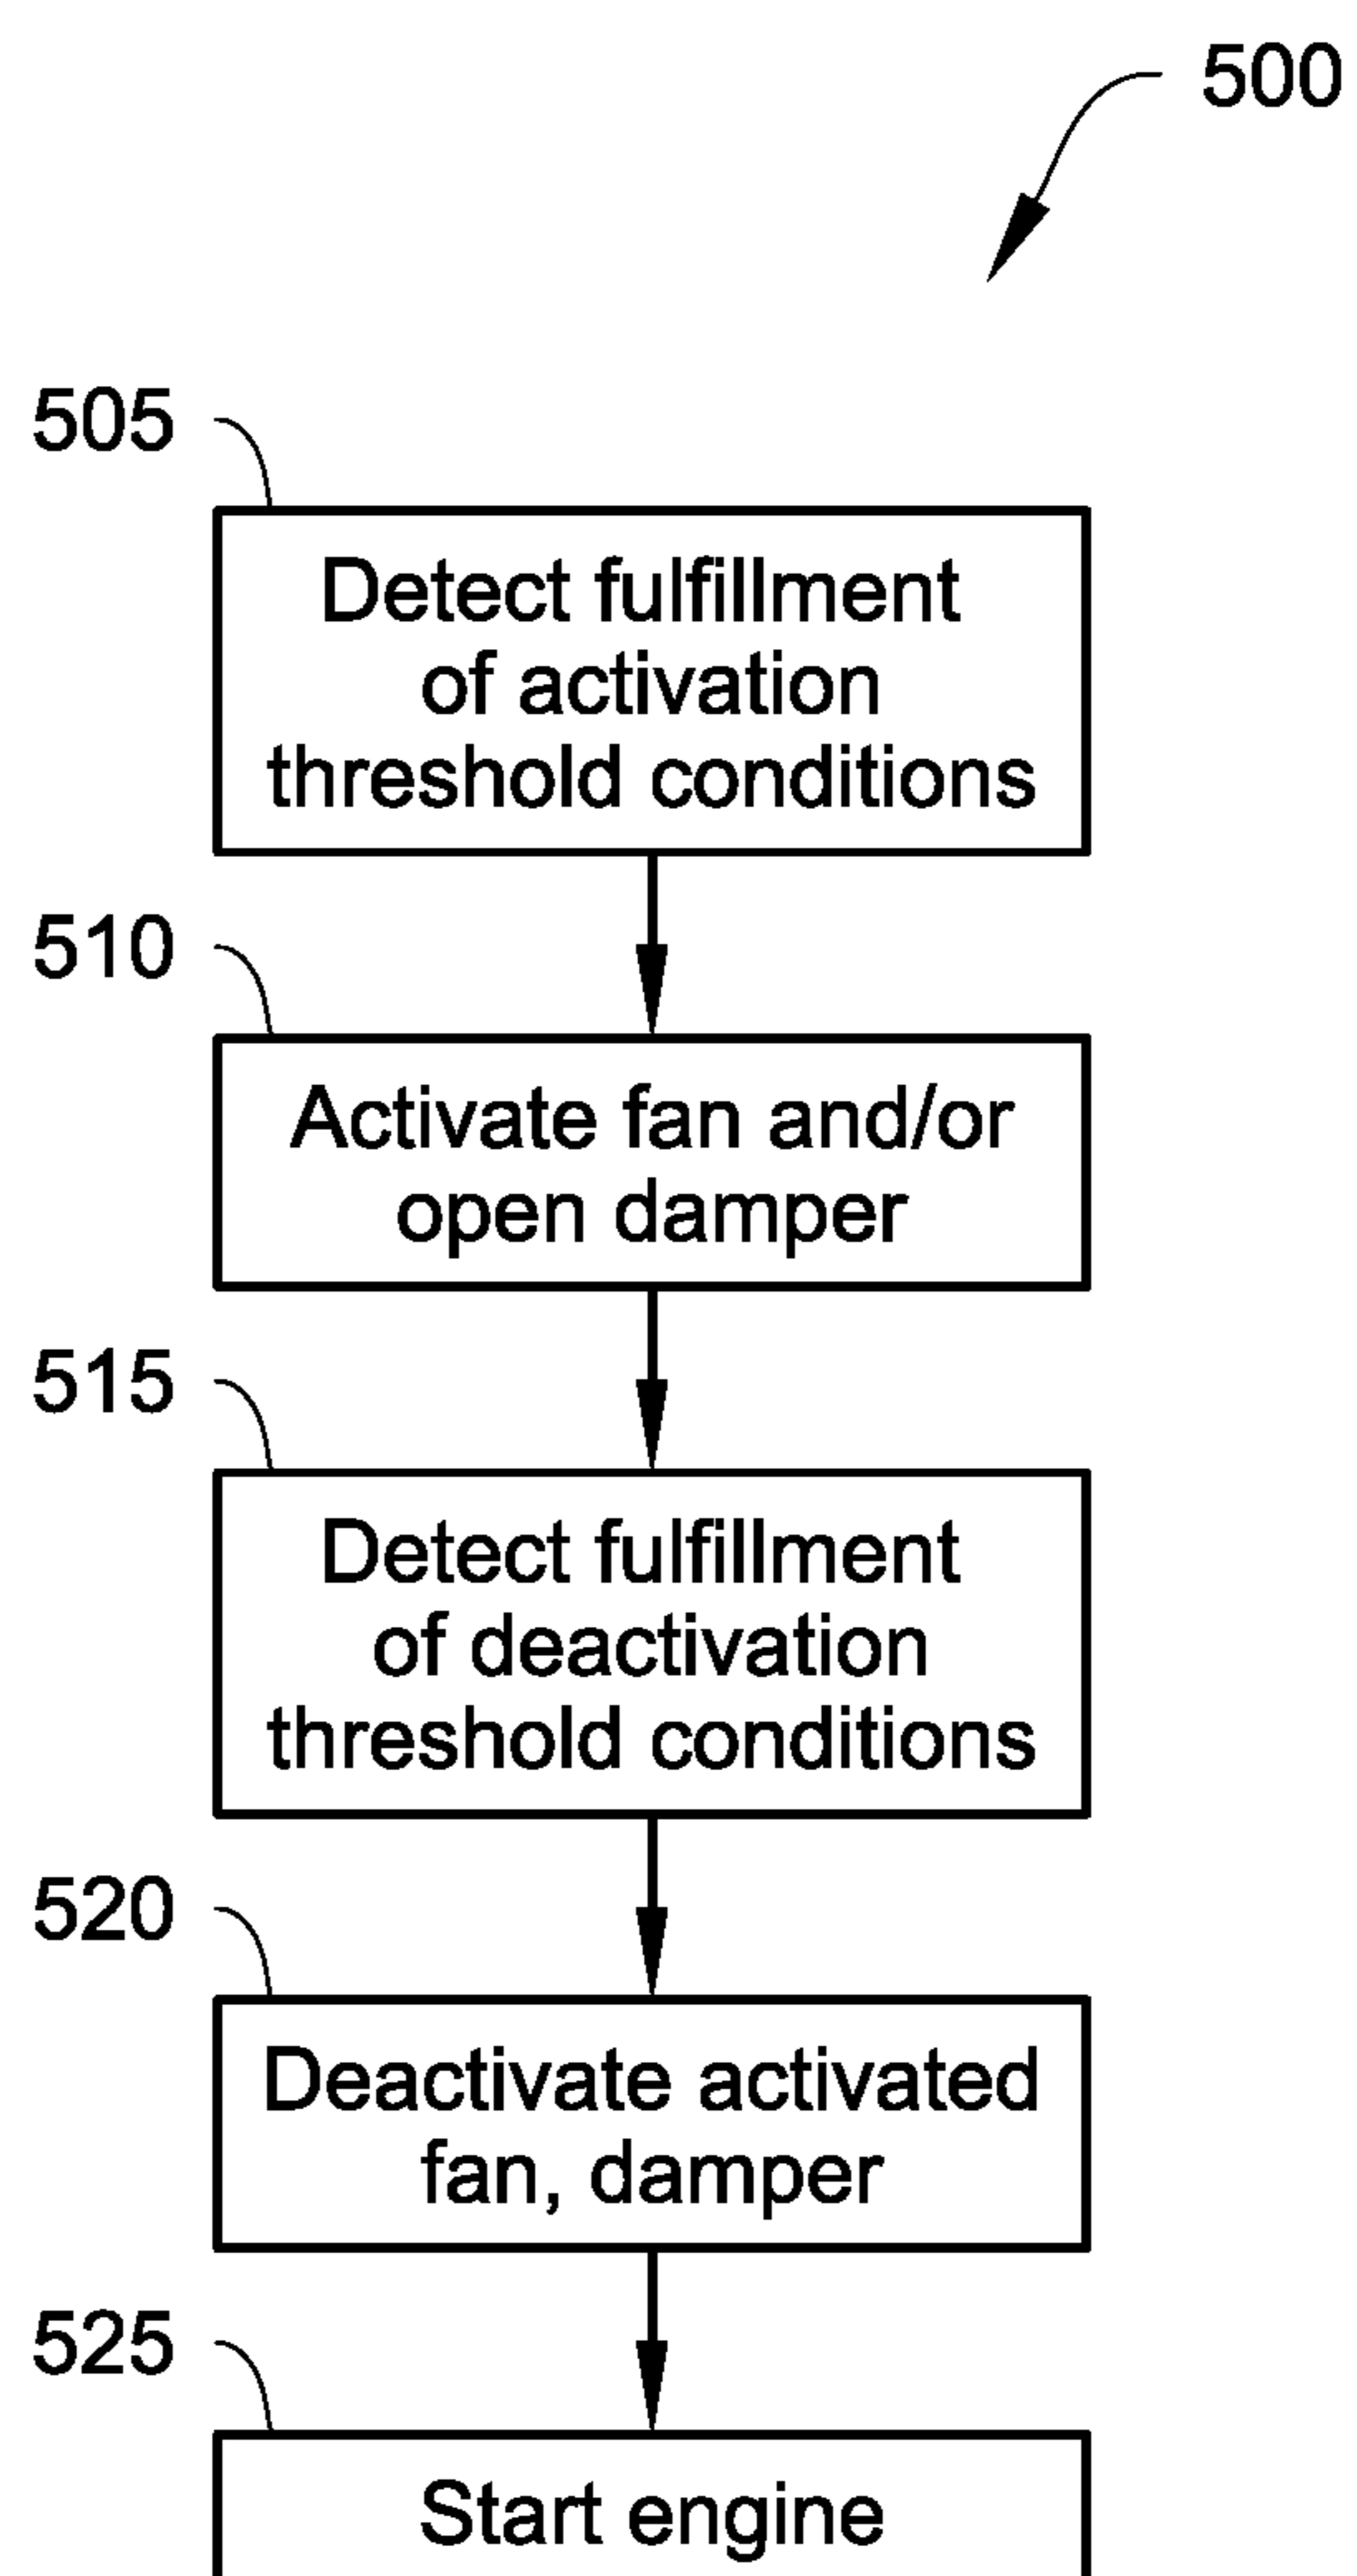 500
505
Detect fulfillment
of activation
threshold conditions
510
Activate fan and/or
open damper
515
Detect fulfillment
of deactivation
threshold conditions
520
Deactivate activated
fan, damper
525
Start engine